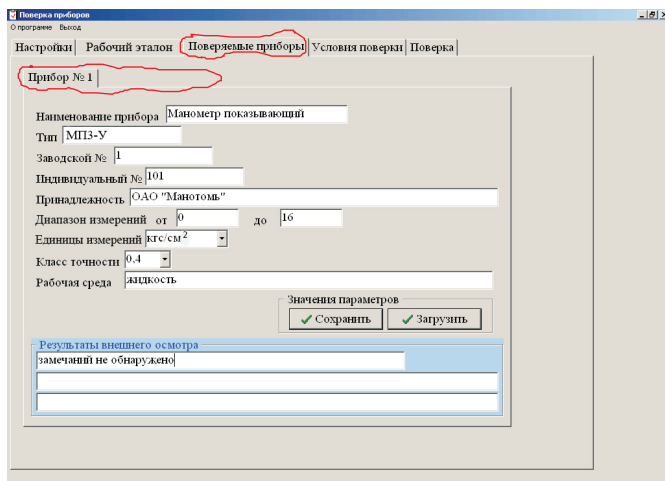 Поверка приборов
О программе Выход
Настройки Рабочий эталон Поверяемые приборы Условия поверки Поверка
Прибор № 1
Наименование прибора Манометр показывающий
Тип МПЗ-У
Заводской № 1
Индивидуальный № 101
Принадлежность ОАО "Манотомь"
Диапазон измерений от 0 до 16
Единицы измерений кгс/см²
Класс точности 0,4
Рабочая среда жидкость
Значения параметров
Сохранить Загрузить
Результаты внешнего осмотра
замечаний не обнаружено